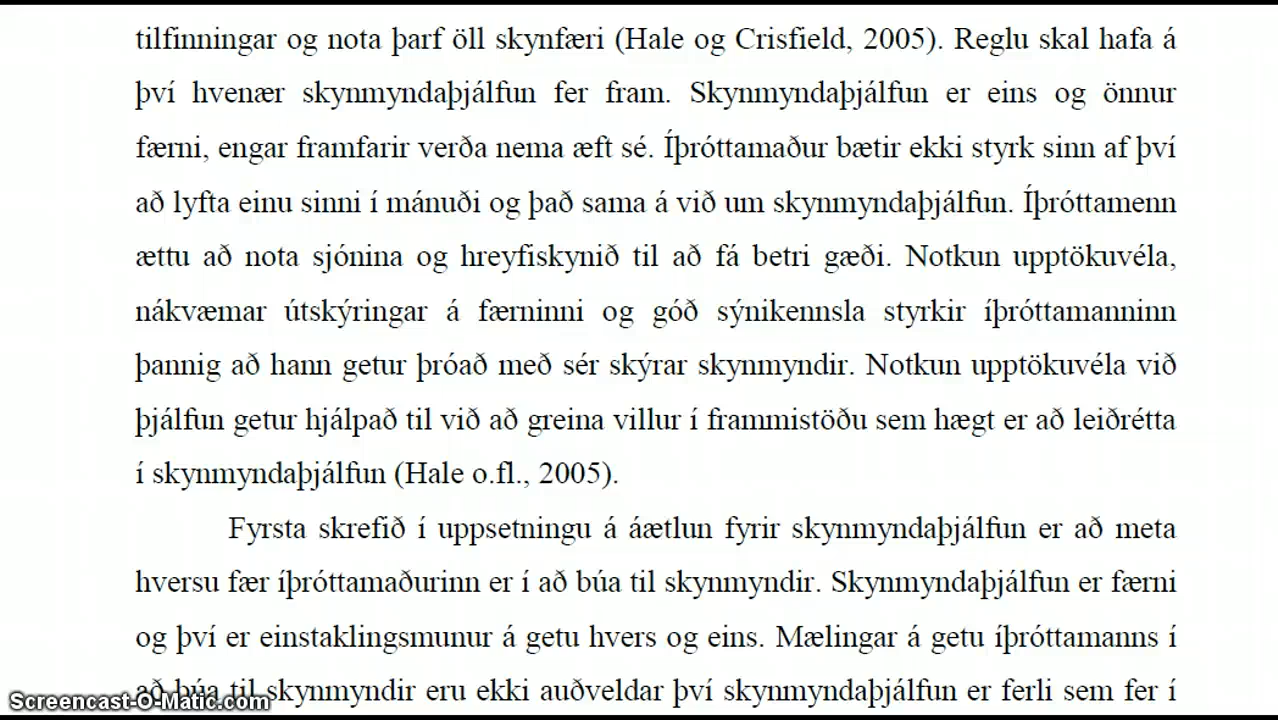 tilfinningar og nota þarf öll skynfæri (Hale og Crisfield, 2005). Reglu skal hafa á
því hvenær skynmyndaþjálfun fer fram. Skynmyndaþjálfun er eins og önnur
færni, engar framfarir verða nema æft sé. Íþróttamaður bætir ekki styrk sinn af því
að lyfta einu sinni í mánuði og það sama á við um skynmyndaþjálfun. Íþróttamenn
ættu að nota sjónina og hreyfiskynið til að fá betri gæði. Notkun upptökuvéla,
nákvæmar útskýringar á færninni og góð sýnikennsla styrkir íþróttamanninn
þannig að hann getur þróað með sér skýrar skynmyndir. Notkun upptökuvéla við
þjálfun getur hjálpað til við að greina villur í frammistöðu sem hægt er að leiðrétta
í skynmyndaþjálfun (Hale o.fl., 2005).
Fyrsta skrefið í uppsetningu á áætlun fyrir skynmyndaþjálfun er að meta
hversu fær íþróttamaðurinn er í að búa til skynmyndir. Skynmyndaþjálfun er færni
og því er einstaklingsmunur á getu hvers og eins. Mælingar á getu íþróttamanns í
að búa til skynmyndir eru ekki auðveldar því skynmyndaþjálfun er ferli sem fer í
Screencast-O-Matic.com